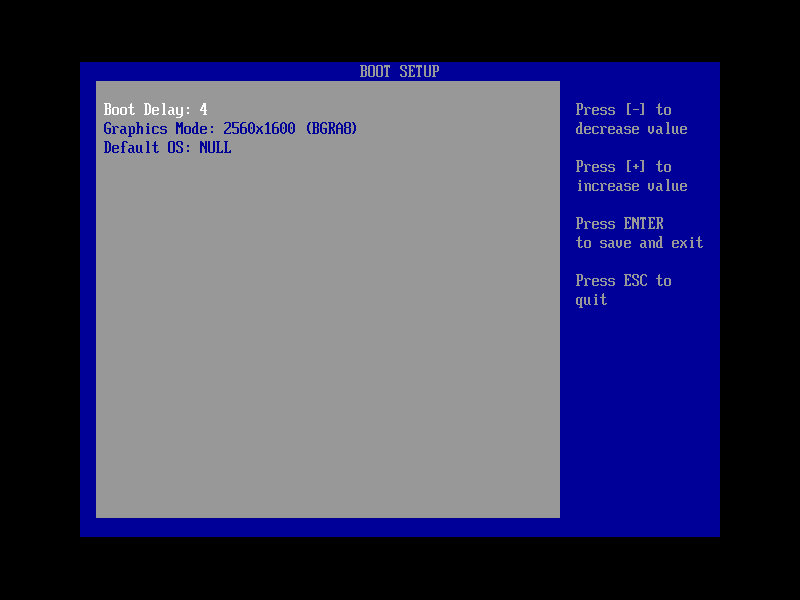 BOOT SETUP
Boot Delay: 4
Graphics Mode: 2560x1600 (BGRA8)
Default OS: NULL
Press [-] to
decrease value
Press [+] to
increase value
Press ENTER
to save and exit
Press ESC to
quit